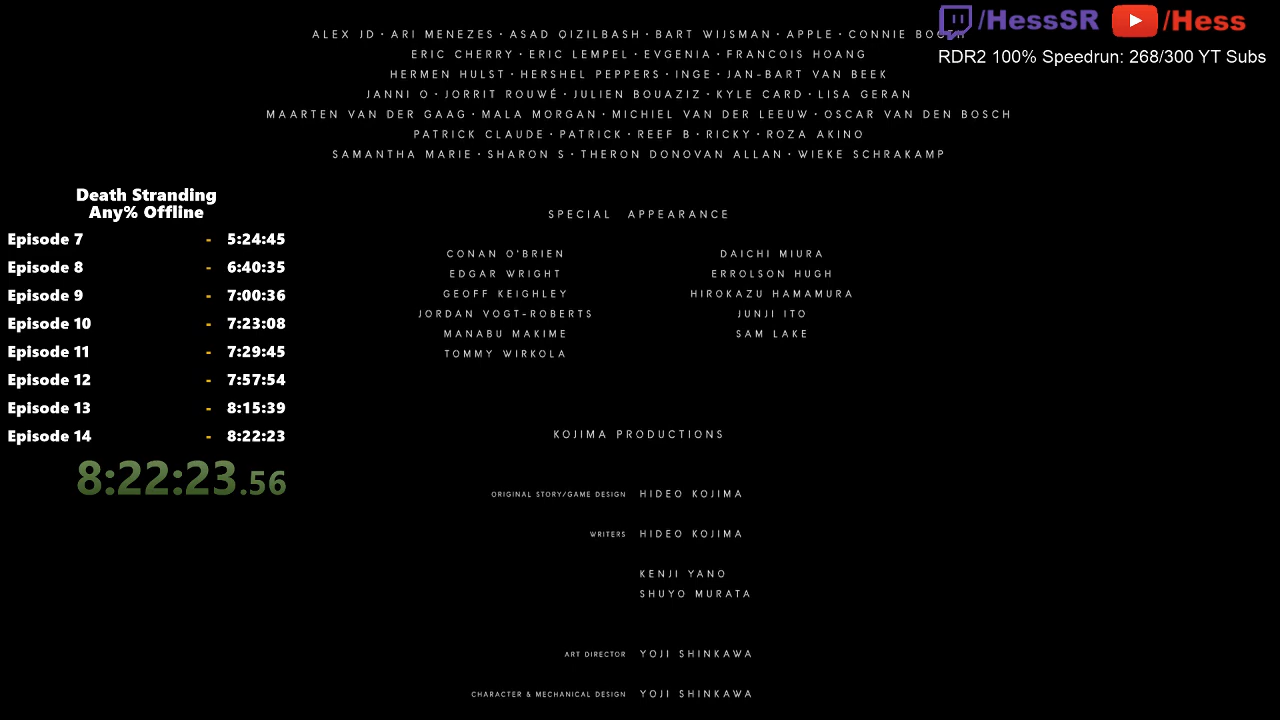 /HessSR /Hess
RDR2 100% Speedrun: 268/300 YT Subs
ALEX JD · ARI MENEZES · ASAD QIZILBASH · BART WIJSMAN · APPLE · CONNIE
ERIC CHERRY · ERIC LEMPEL · EVGENIA · FRANCOIS HOANG
HERMEN HULST · HERSHEL PEPPERS · INGE · JAN-BART VAN BEEK
JANNI O · JORRIT ROUWÉ · JULIEN BOUAZIZ · KYLE CARD · LISA GERAN
MAARTEN VAN DER GAAG · MALA MORGAN · MICHIEL VAN DER LEEUW · OSCAR VAN DEN BOSCH
PATRICK CLAUDE · PATRICK · REEF B · RICKY · ROZA AKINO
SAMANTHA MARIE · SHARON S · THERON DONOVAN ALLAN · WIEKE SCHRAKAMP
Death Stranding
Any% Offline
Episode 7 - 5:24:45
Episode 8 - 6:40:35
Episode 9 - 7:00:36
Episode 10 - 7:23:08
Episode 11 - 7:29:45
Episode 12 - 7:57:54
Episode 13 - 8:15:39
Episode 14 - 8:22:23
8:22:23.56
SPECIAL APPEARANCE
CONAN O'BRIEN
EDGAR WRIGHT
GEOFF KEIGHLEY
JORDAN VOGT-ROBERTS
MANABU MAKIME
TOMMY WIRKOLA
DAICHI MIURA
ERROLSON HUGH
HIROKAZU HAMAMURA
JUNJI ITO
SAM LAKE
KOJIMA PRODUCTIONS
ORIGINAL STORY/GAME DESIGN HIDEO KOJIMA
WRITERS HIDEO KOJIMA
KENJI YANO
SHUYO MURATA
ART DIRECTOR YOJI SHINKAWA
CHARACTER & MECHANICAL DESIGN YOJI SHINKAWA